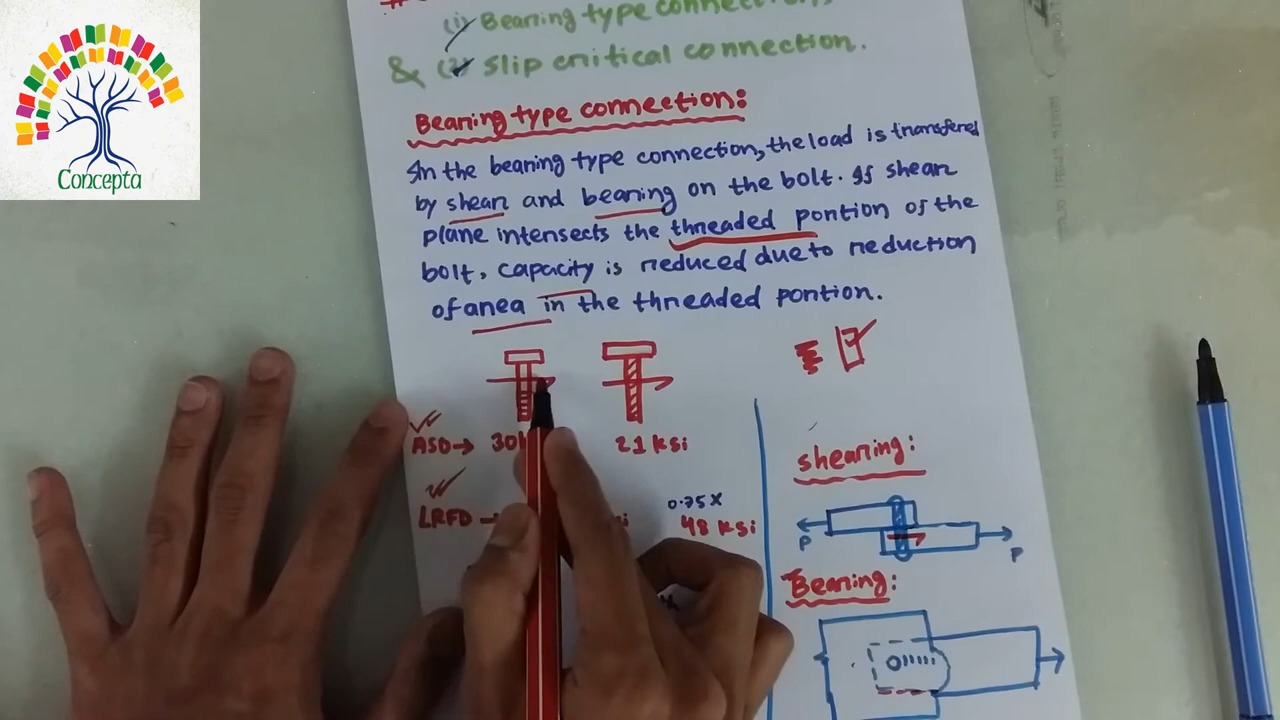 Concepta
(i) Bearing type connection,
& (2) Slip critical connection.
Bearing type connection:
In the bearing type connection, the load is transfered
by shear and bearing on the bolt. If shear
plane intersects the threaded portion of the
bolt, capacity is reduced due to reduction
of area in the threaded portion.
ASD → 30
21 ksi
LRFD →
0.75 x
48 ksi
shearing:
P
P
Bearing: